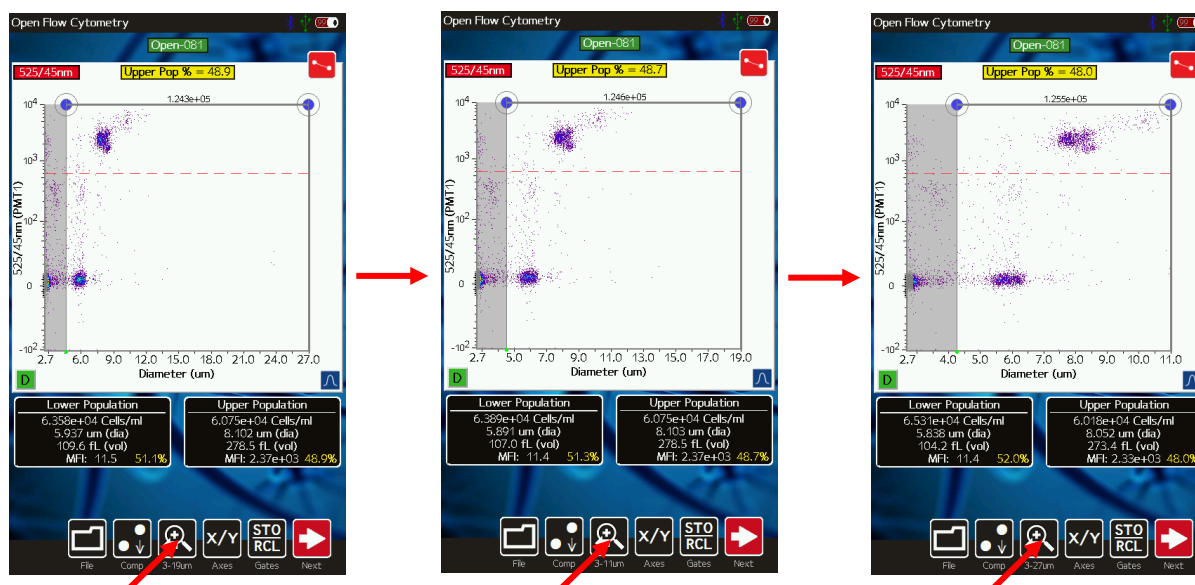 Open Flow Cytometry
99
Open-081
525/45nm
Upper Pop % = 48.9
1.243e+05
10^4
10^3
10^2
0
-10^2
525/45nm (PMT1)
2.7 6.0 9.0 12.0 15.0 18.0 21.0 24.0 27.0
Diameter (um)
D
Lower Population
6.358e+04 Cells/ml
5.937 um (dia)
109.6 fL (vol)
MFI: 11.5 51.1%
Upper Population
6.075e+04 Cells/ml
8.102 um (dia)
278.5 fL (vol)
MFI: 2.37e+03 48.9%
X/Y
STO
RCL
File Comp 3-19um Axes Gates Next
Open Flow Cytometry
99
Open-081
525/45nm
Upper Pop % = 48.7
1.246e+05
10^4
10^3
10^2
0
-10^2
525/45nm (PMT1)
2.7 5.0 7.0 9.0 11.0 13.0 15.0 17.0 19.0
Diameter (um)
D
Lower Population
6.389e+04 Cells/ml
5.891 um (dia)
107.0 fL (vol)
MFI: 11.4 51.3%
Upper Population
6.075e+04 Cells/ml
8.103 um (dia)
278.5 fL (vol)
MFI: 2.37e+03 48.7%
X/Y
STO
RCL
File Comp 3-11um Axes Gates Next
Open Flow Cytometry
99
Open-081
525/45nm
Upper Pop % = 48.0
1.255e+05
10^4
10^3
10^2
0
-10^2
525/45nm (PMT1)
2.7 4.0 5.0 6.0 7.0 8.0 9.0 10.0 11.0
Diameter (um)
D
Lower Population
6.531e+04 Cells/ml
5.838 um (dia)
104.2 fL (vol)
MFI: 11.4 52.0%
Upper Population
6.018e+04 Cells/ml
8.052 um (dia)
273.4 fL (vol)
MFI: 2.33e+03 48.0%
X/Y
STO
RCL
File Comp 3-27um Axes Gates Next